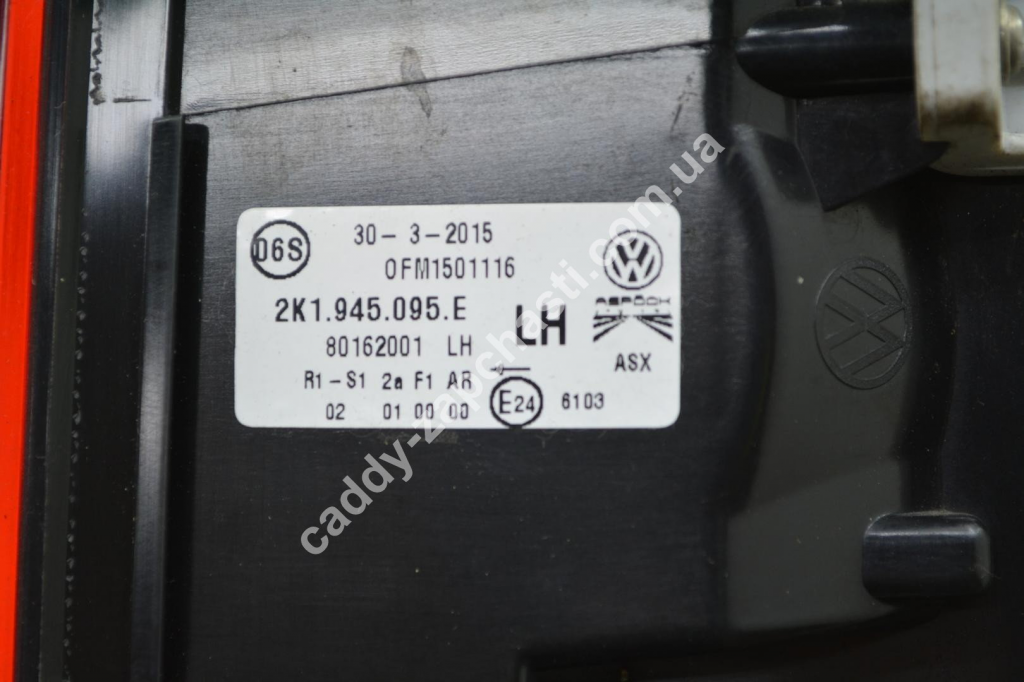 D6S
30-3-2015
0FM1501116
2K1.945.095.E
LH
80162001 LH
ASPÖCK
ASX
R1-S1 2a F1 AR
02 01 00 00
E24
6103
caddy-zapchasti.com.ua